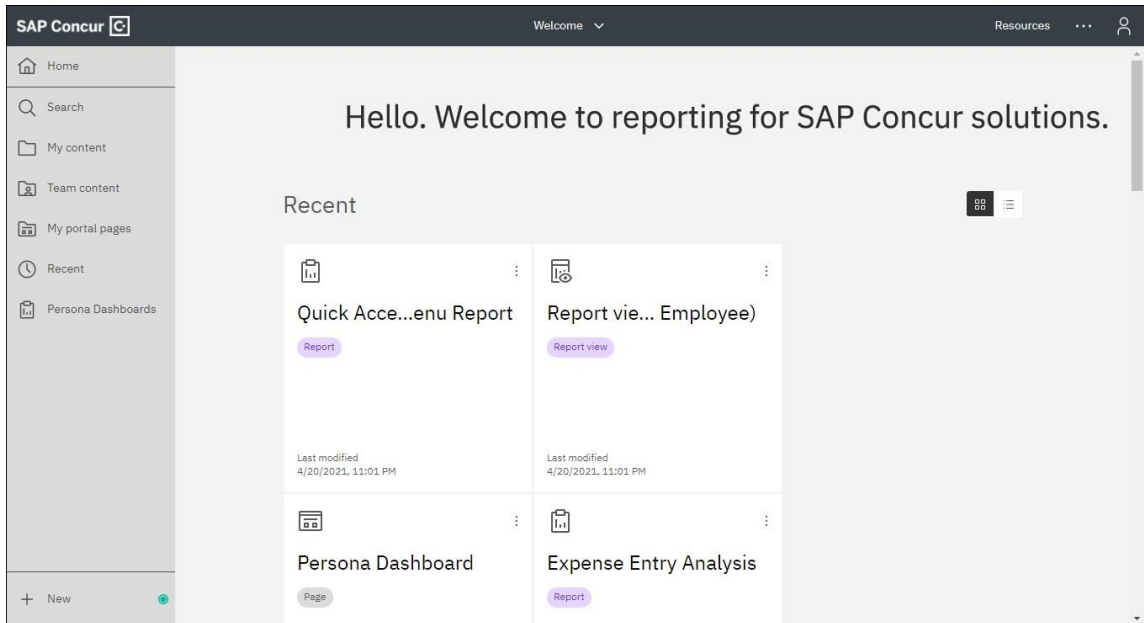 SAP Concur
Welcome
Resources
Home
Search
My content
Team content
My portal pages
Recent
Persona Dashboards
+ New
Hello. Welcome to reporting for SAP Concur solutions.
Recent
Quick Acce...enu Report
Report
Last modified
4/20/2021, 11:01 PM
Report vie... Employee)
Report view
Last modified
4/20/2021, 11:01 PM
Persona Dashboard
Page
Expense Entry Analysis
Report